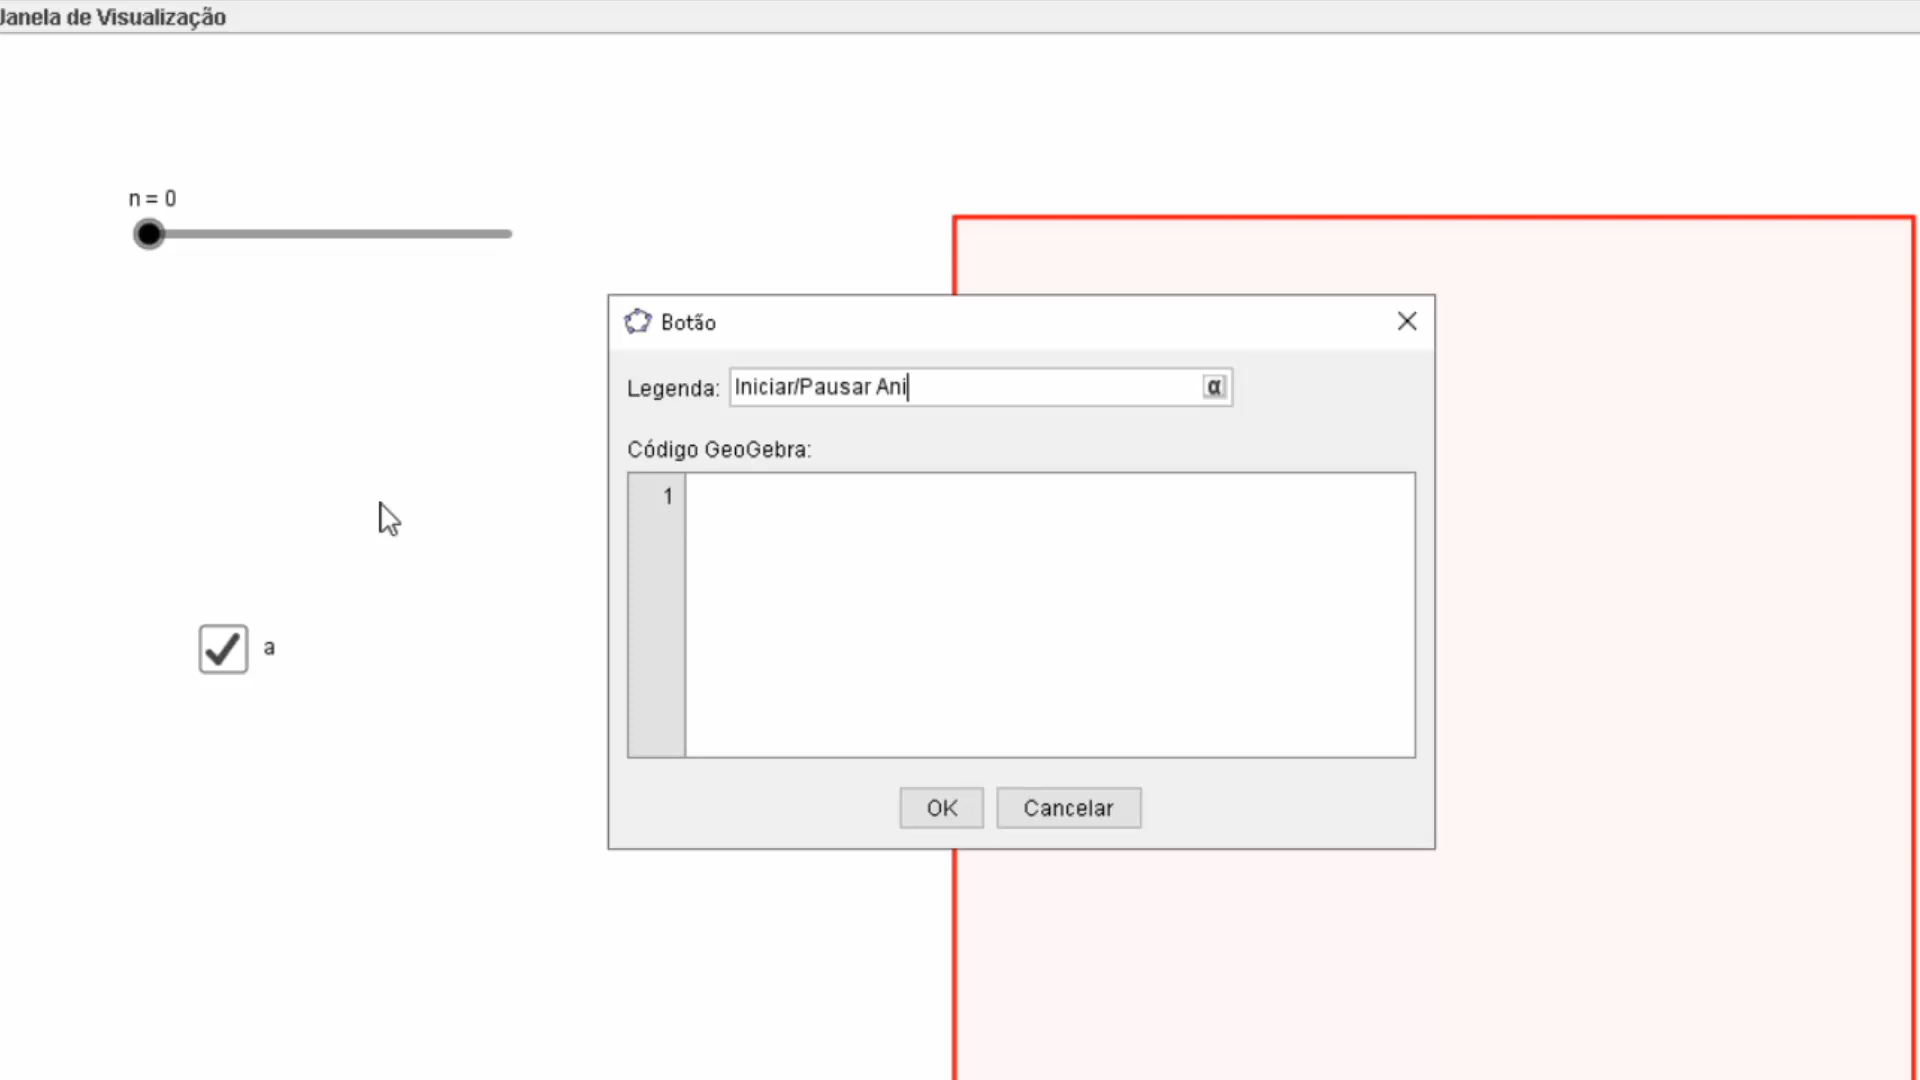 Janela de Visualização
n = 0
Botão
Legenda: Iniciar/Pausar Ani
α
Código GeoGebra:
1
a
OK Cancelar